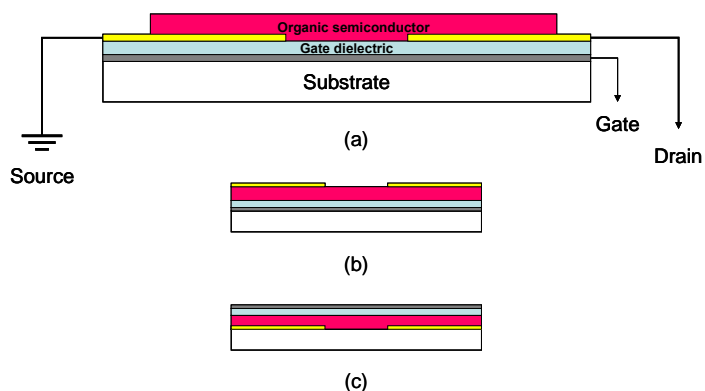 Organic semiconductor
Gate dielectric
Substrate
Gate
(a)
Drain
Source
(b)
(c)